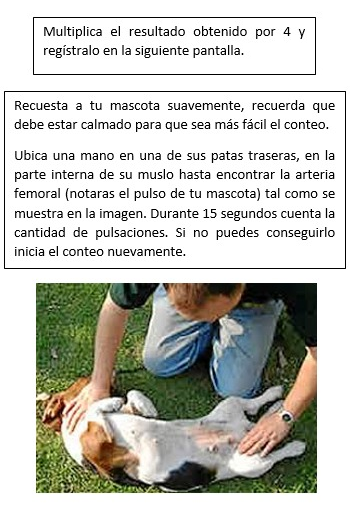 Multiplica el resultado obtenido por 4 y
regístralo en la siguiente pantalla.
Recuesta a tu mascota suavemente, recuerda que
debe estar calmado para que sea más fácil el conteo.
Ubica una mano en una de sus patas traseras, en la
parte interna de su muslo hasta encontrar la arteria
femoral (notaras el pulso de tu mascota) tal como se
muestra en la imagen. Durante 15 segundos cuenta la
cantidad de pulsaciones. Si no puedes conseguirlo
inicia el conteo nuevamente.